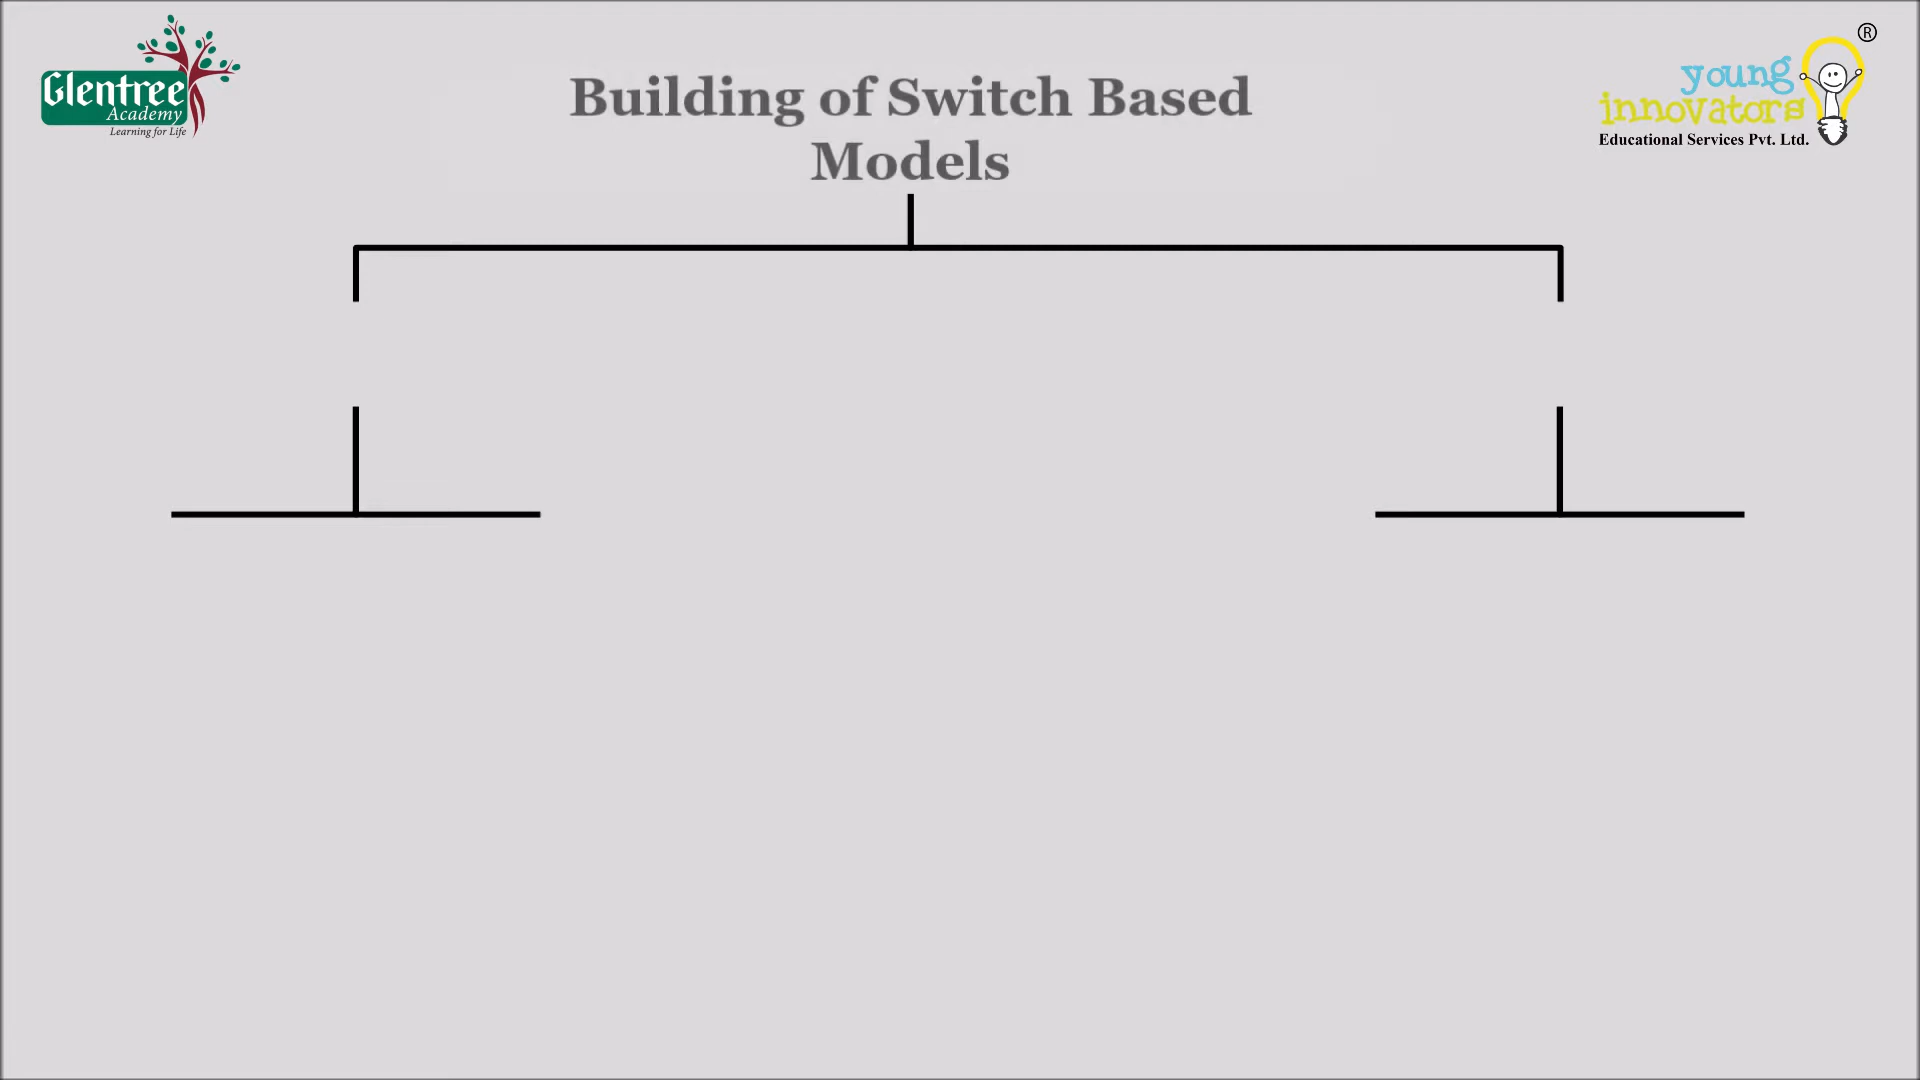 Glentree
Academy
Learning for Life
Building of Switch Based
Models
young
innovators
Educational Services Pvt. Ltd.
®